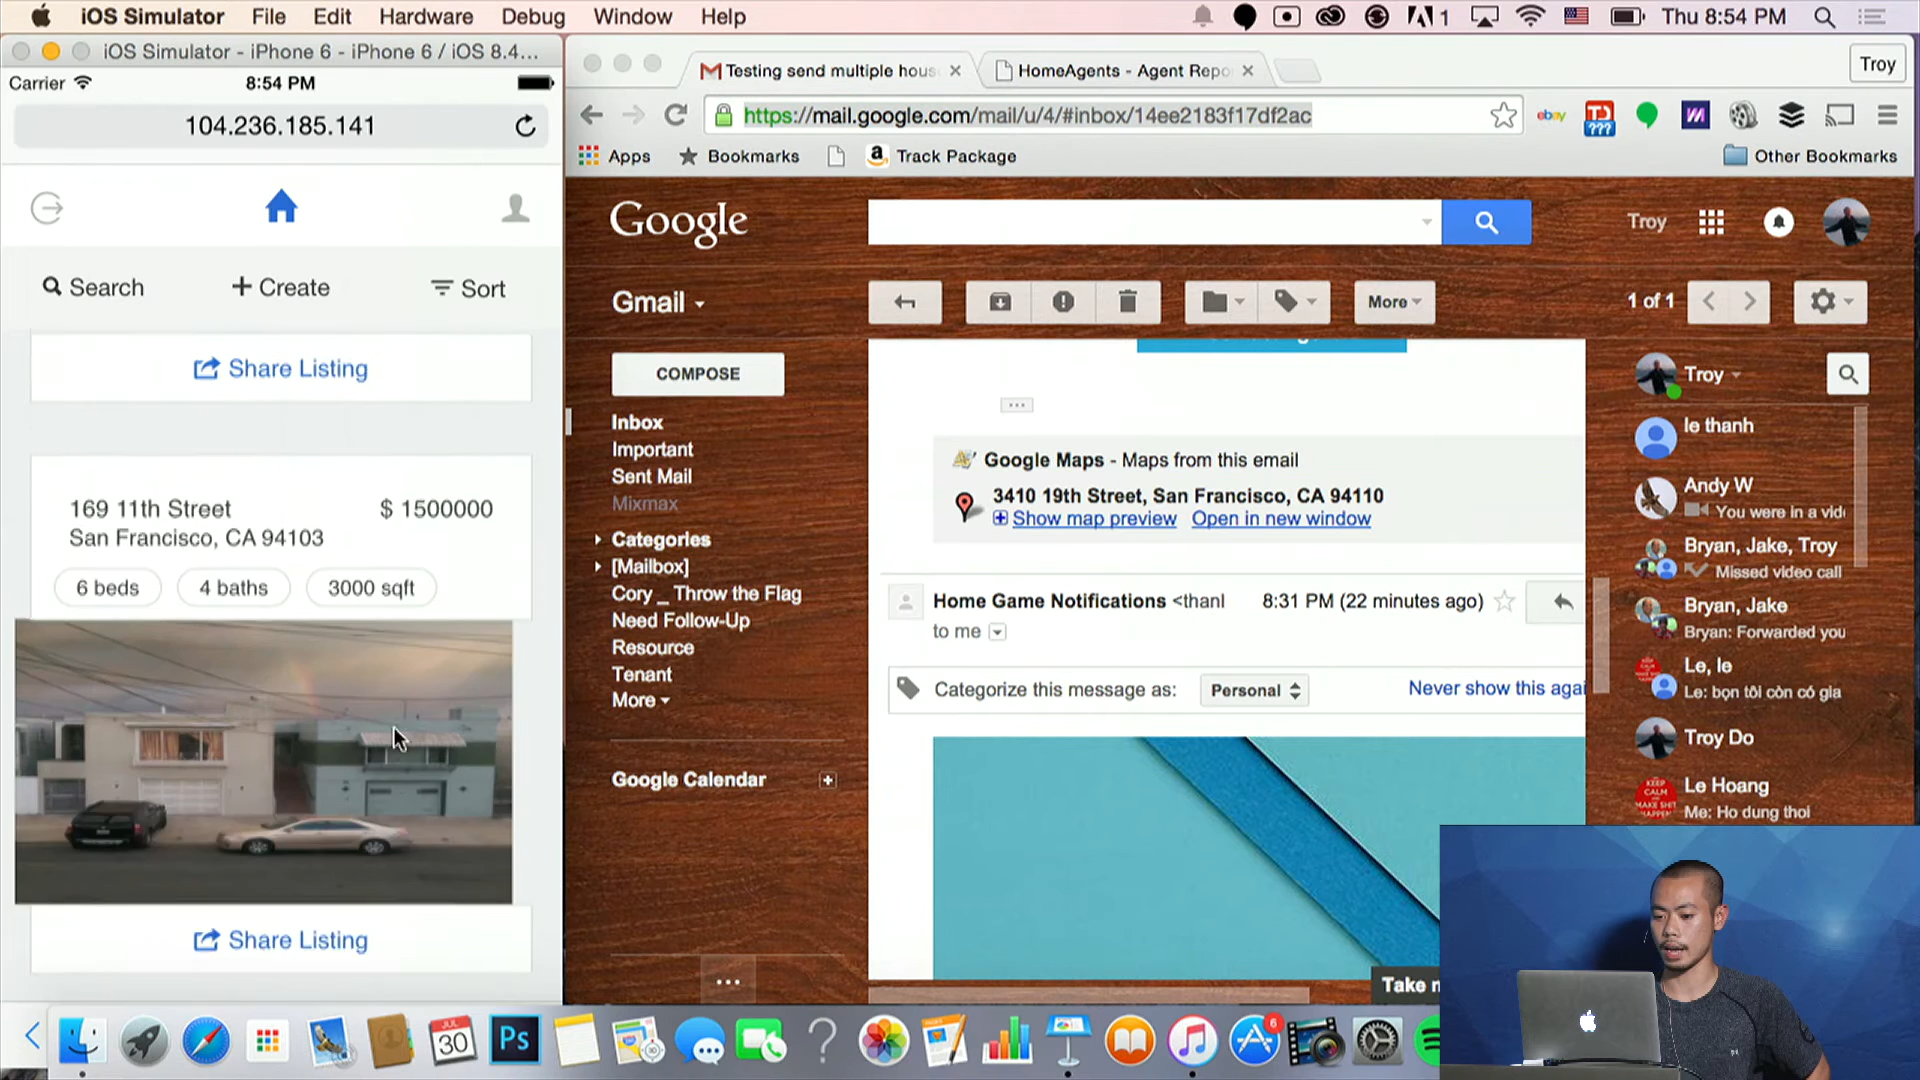 iOS Simulator File Edit Hardware Debug Window Help
1 Thu 8:54 PM
iOS Simulator - iPhone 6 - iPhone 6 / iOS 8.4...
Carrier 8:54 PM
104.236.185.141
Search + Create Sort
Share Listing
169 11th Street $ 1500000
San Francisco, CA 94103
6 beds 4 baths 3000 sqft
Share Listing
Testing send multiple hous
HomeAgents - Agent Repo
Troy
https://mail.google.com/mail/u/4/#inbox/14ee2183f17df2ac
ebay
???
Apps Bookmarks a Track Package Other Bookmarks
Google
Troy
Gmail
More
1 of 1
COMPOSE
Inbox
Important
Sent Mail
Mixmax
Categories
[Mailbox]
Cory _ Throw the Flag
Need Follow-Up
Resource
Tenant
More
Google Calendar +
Google Maps - Maps from this email
3410 19th Street, San Francisco, CA 94110
Show map preview Open in new window
Home Game Notifications <thanl 8:31 PM (22 minutes ago)
to me
Categorize this message as: Personal Never show this agai
Take
Troy
le thanh
Andy W
You were in a vid
Bryan, Jake, Troy
Missed video call
Bryan, Jake
Bryan: Forwarded you
Le, le
Le: bọn tôi còn có gia
Troy Do
Le Hoang
Me: Ho dung thoi
JUL
30
Ps
?
6